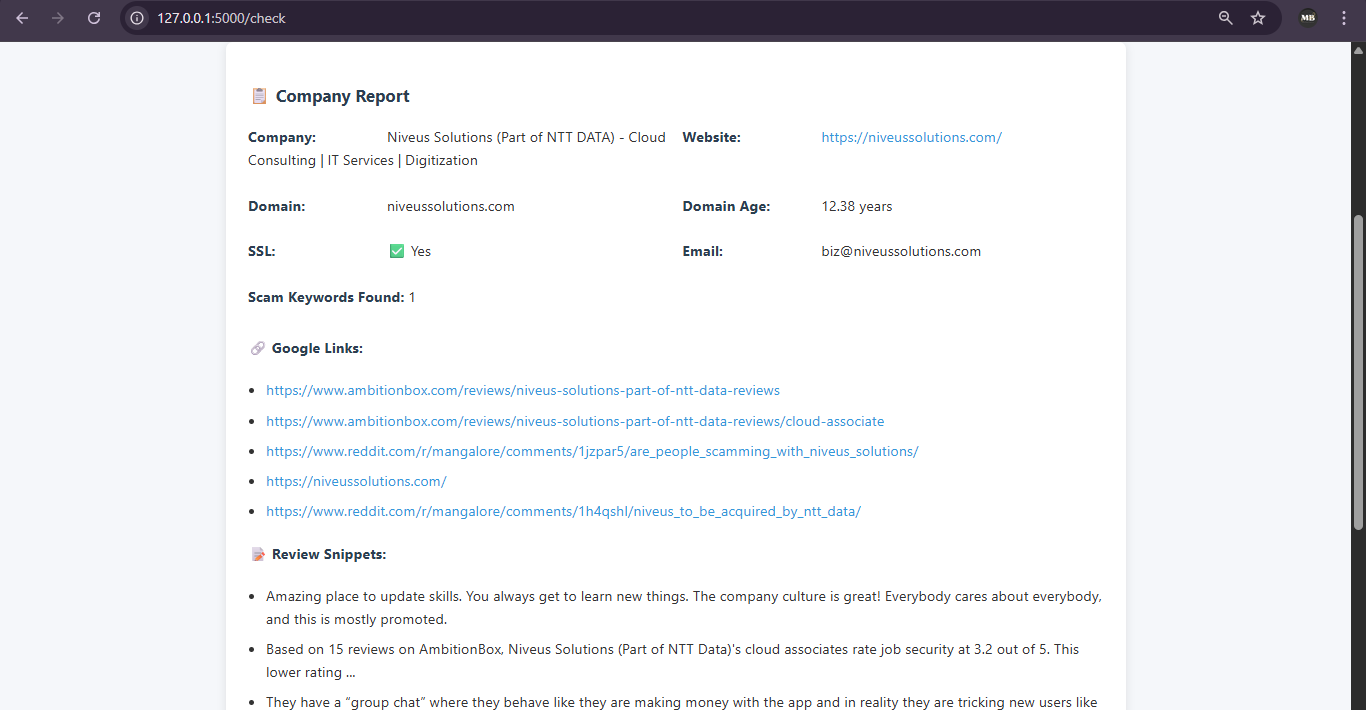 127.0.0.1:5000/check
MB
📋 Company Report
Company: Niveus Solutions (Part of NTT DATA) - Cloud Consulting | IT Services | Digitization
Website: https://niveussolutions.com/
Domain: niveussolutions.com
Domain Age: 12.38 years
SSL: ✅ Yes
Email: biz@niveussolutions.com
Scam Keywords Found: 1
🔗 Google Links:
• https://www.ambitionbox.com/reviews/niveus-solutions-part-of-ntt-data-reviews
• https://www.ambitionbox.com/reviews/niveus-solutions-part-of-ntt-data-reviews/cloud-associate
• https://www.reddit.com/r/mangalore/comments/1jzpar5/are_people_scamming_with_niveus_solutions/
• https://niveussolutions.com/
• https://www.reddit.com/r/mangalore/comments/1h4qshl/niveus_to_be_acquired_by_ntt_data/
📝 Review Snippets:
• Amazing place to update skills. You always get to learn new things. The company culture is great! Everybody cares about everybody,
and this is mostly promoted.
• Based on 15 reviews on AmbitionBox, Niveus Solutions (Part of NTT Data)'s cloud associates rate job security at 3.2 out of 5. This
lower rating ...
• They have a “group chat” where they behave like they are making money with the app and in reality they are tricking new users like